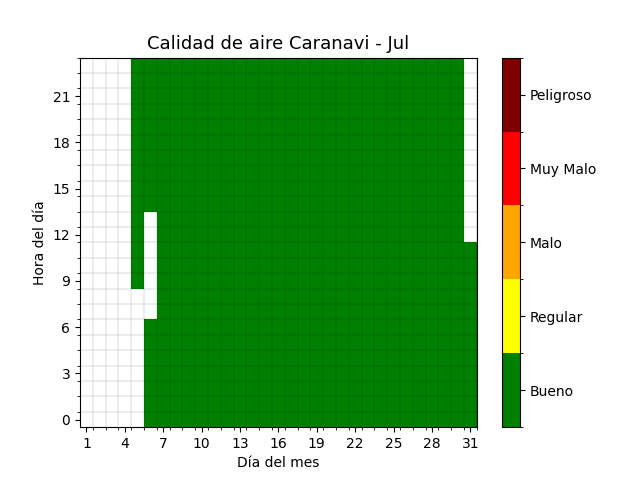 Calidad de aire Caranavi - Jul
Hora del día
21
18
15
12
9
6
3
0
1 4 7 10 13 16 19 22 25 28 31
Día del mes
Peligroso
Muy Malo
Malo
Regular
Bueno